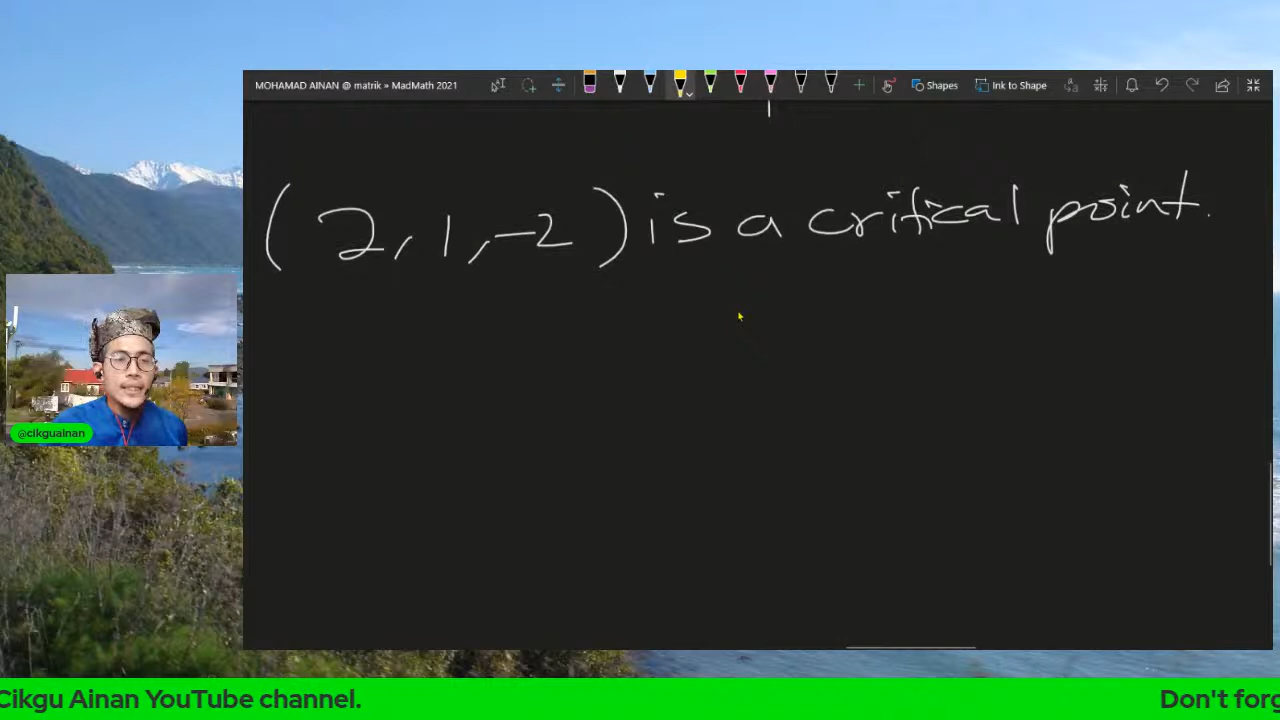 MOHAMAD AINAN @ matrik » MadMath 2021
Shapes
Ink to Shape
(2, 1, -2) is a critical point.
@cikguainan
Cikgu Ainan YouTube channel.
Don't forg